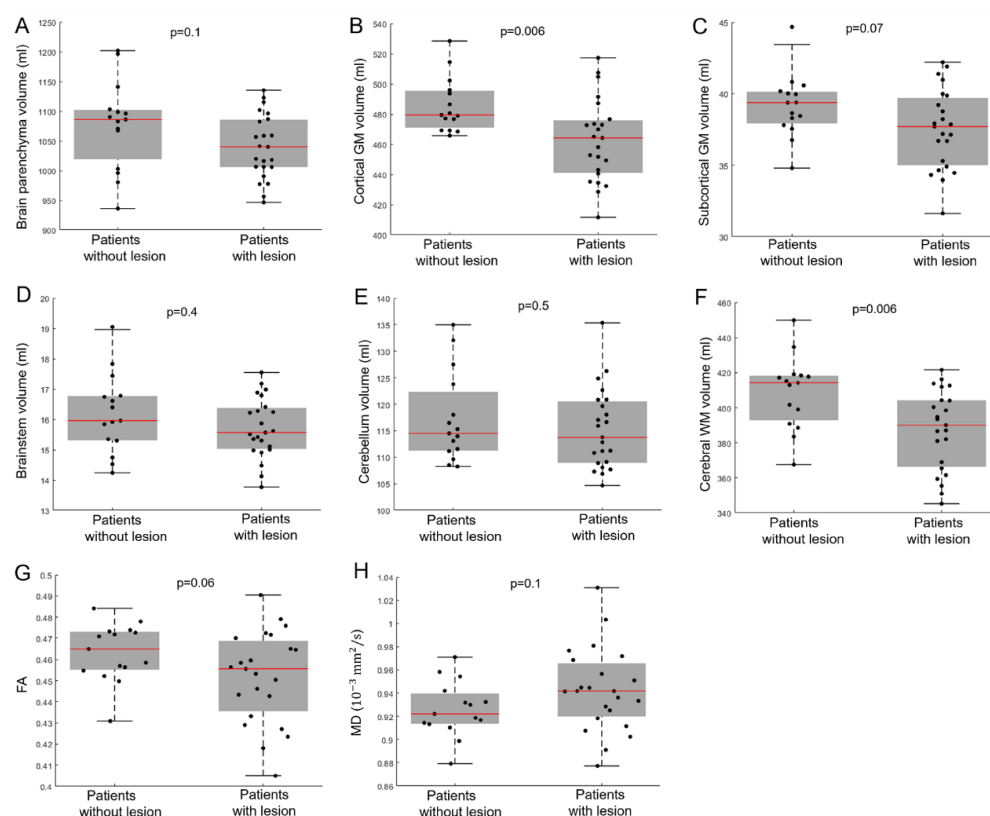 A
p=0.1
Brain parenchyma volume (ml)
1250
1200
1150
1100
1050
1000
950
900
Patients
without lesion
Patients
with lesion
B
p=0.006
Cortical GM volume (ml)
540
520
500
480
460
440
420
400
Patients
without lesion
Patients
with lesion
C
p=0.07
Subcortical GM volume (ml)
45
40
35
30
Patients
without lesion
Patients
with lesion
D
p=0.4
Brainsten volume (ml)
20
19
18
17
16
15
14
13
Patients
without lesion
Patients
with lesion
E
p=0.5
Cerebellum volume (ml)
140
135
130
125
120
115
110
105
100
Patients
without lesion
Patients
with lesion
F
p=0.006
Cerebral WM volume (ml)
460
440
420
400
380
360
340
Patients
without lesion
Patients
with lesion
G
p=0.06
FA
0.5
0.49
0.48
0.47
0.46
0.45
0.44
0.43
0.42
0.41
0.4
Patients
without lesion
Patients
with lesion
H
p=0.1
MD (10⁻³ mm²/s)
1.04
1.02
1
0.98
0.96
0.94
0.92
0.9
0.88
0.86
Patients
without lesion
Patients
with lesion